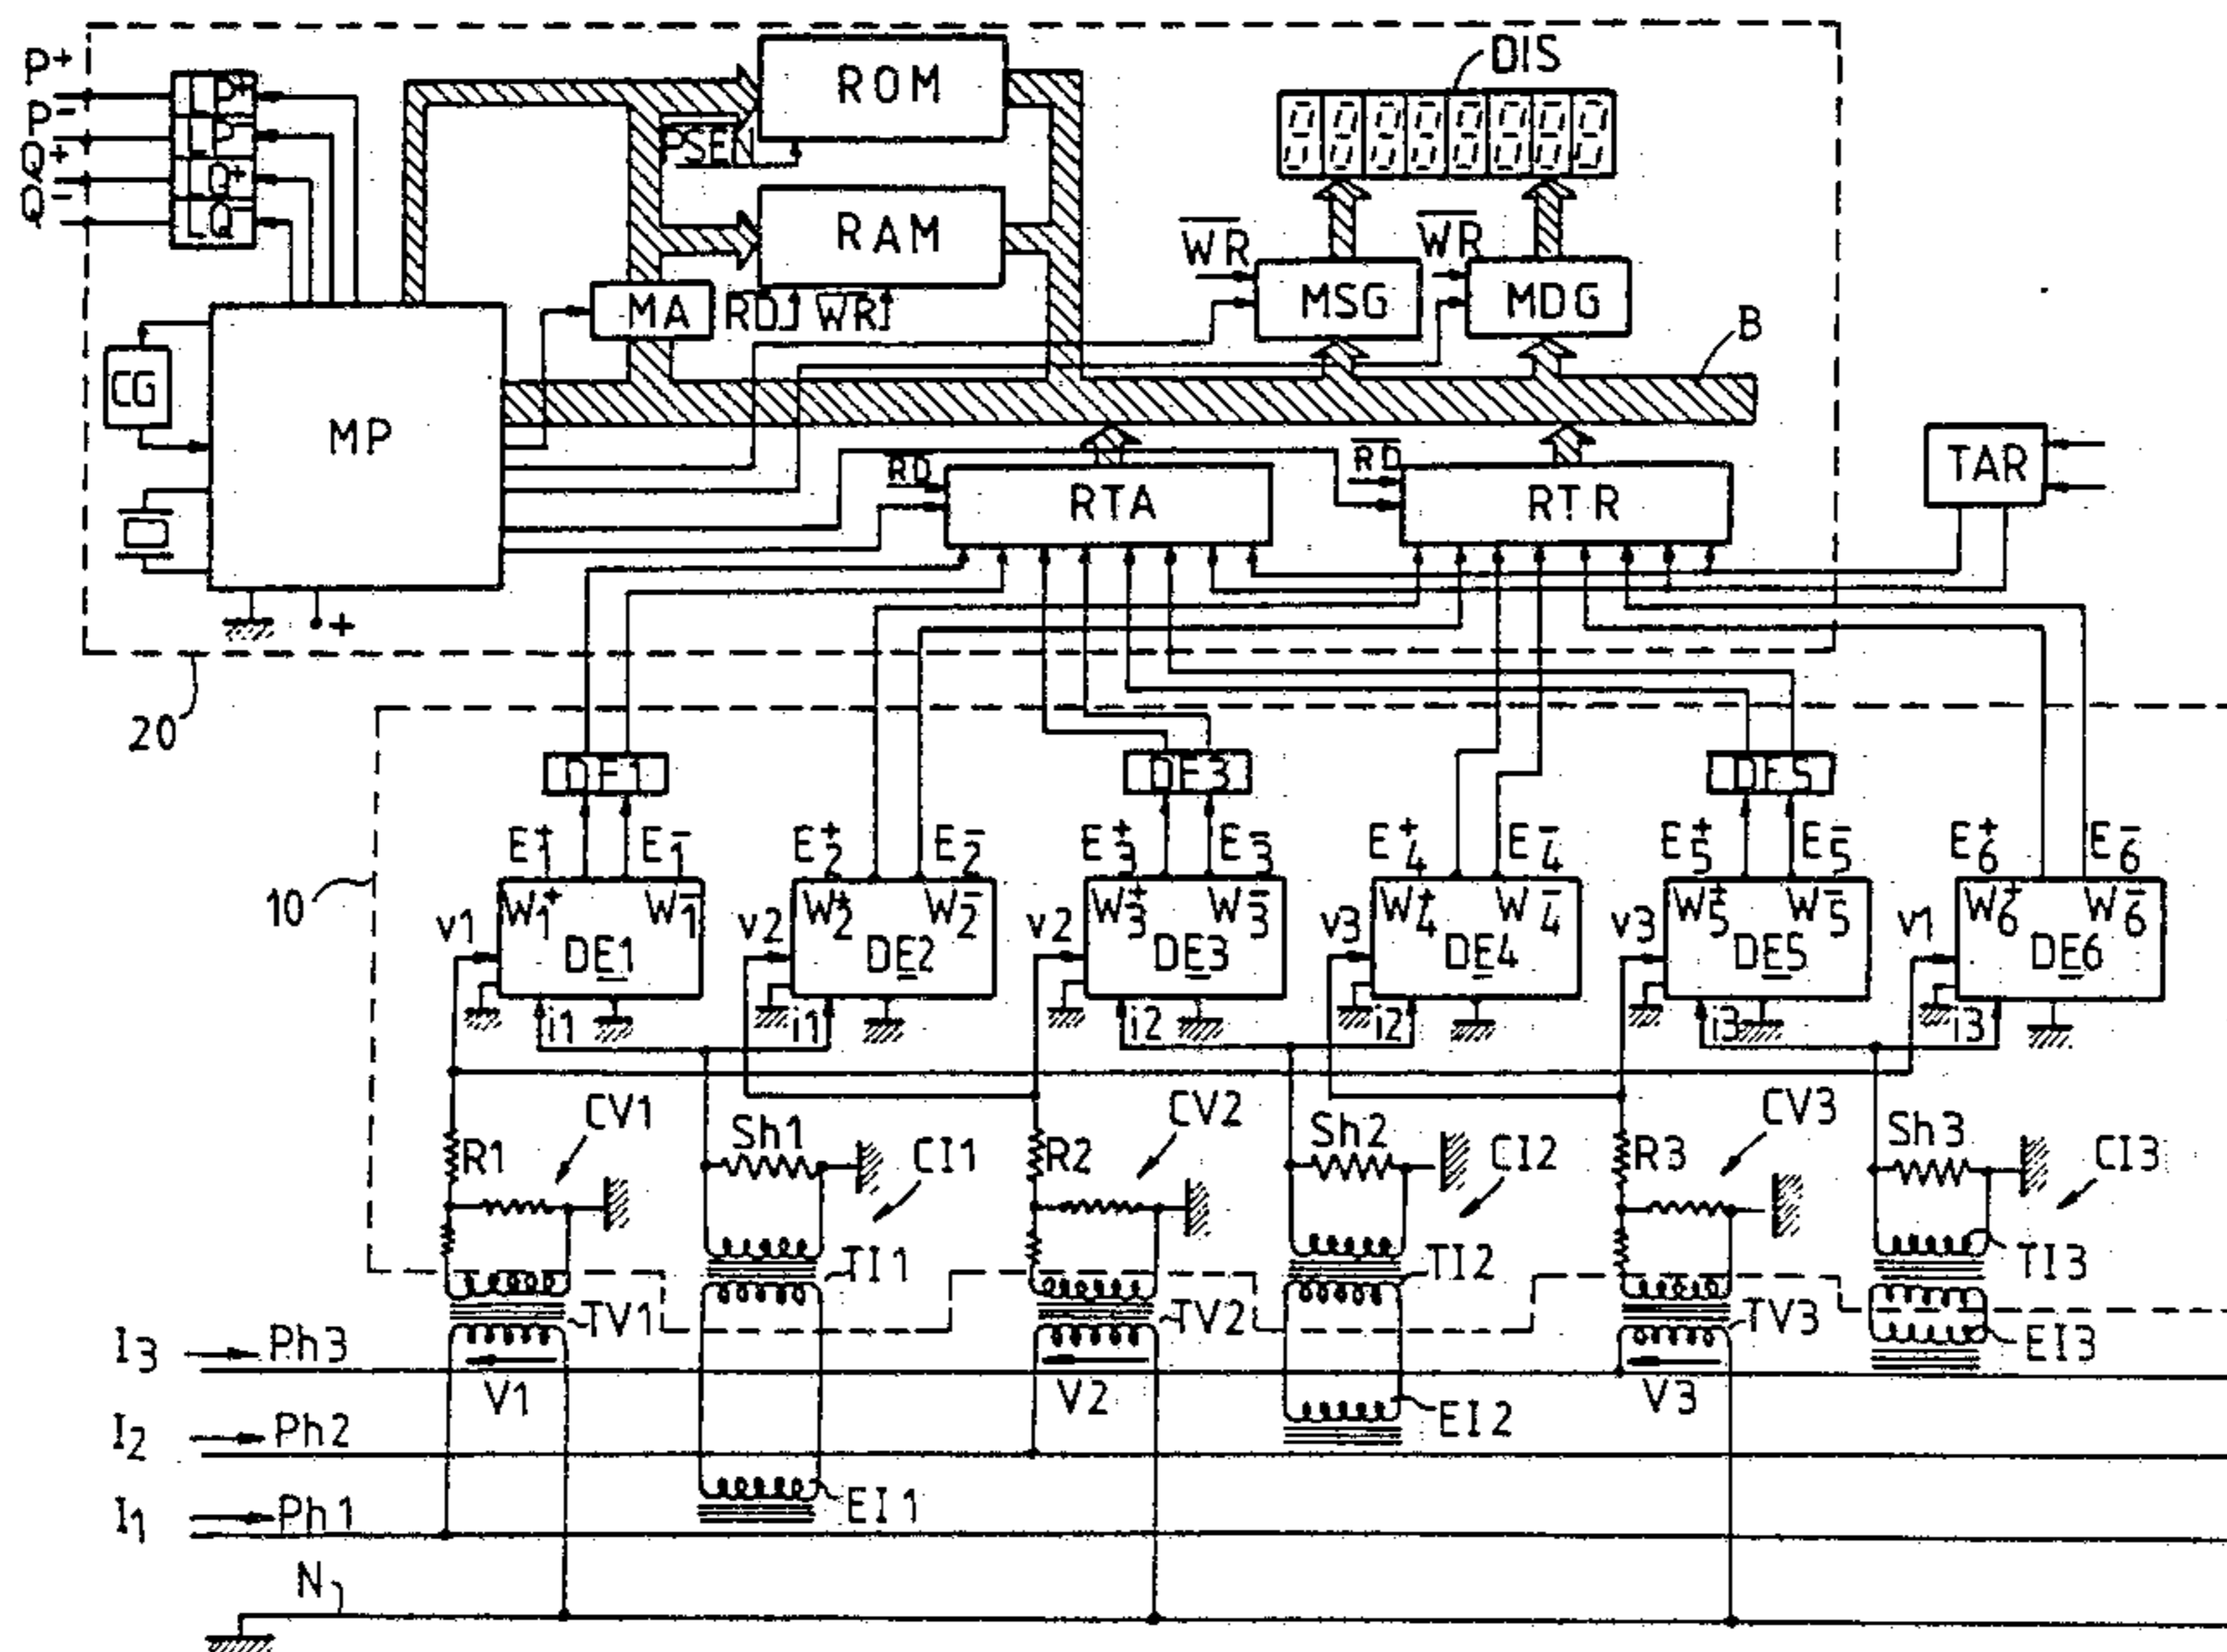 P+
P-
Q+
Q-
LP+
LP-
LQ+
LQ-
ROM
PSEN
RAM
RD
WR
MA
DIS
WR
MSG
WR
MDG
B
CG
MP
+
RD
RTA
RD
RTR
TAR
20
10
DF1
DF3
DF5
E1+ E1-
W1+ W1-
DE1
v1
i1
E2+ E2-
W2+ W2-
DE2
v2
i1
E3+ E3-
W3+ W3-
DE3
v2
i2
E4+ E4-
W4+ W4-
DE4
v3
i2
E5+ E5-
W5+ W5-
DE5
v3
i3
E6+ E6-
W6+ W6-
DE6
v1
i3
R1
CV1
Sh1
CI1
R2
CV2
Sh2
CI2
R3
CV3
Sh3
CI3
TV1
TI1
TV2
TI2
TV3
TI3
EI3
I3 Ph3
V1
V2
V3
EI2
I2 Ph2
EI1
I1 Ph1
N